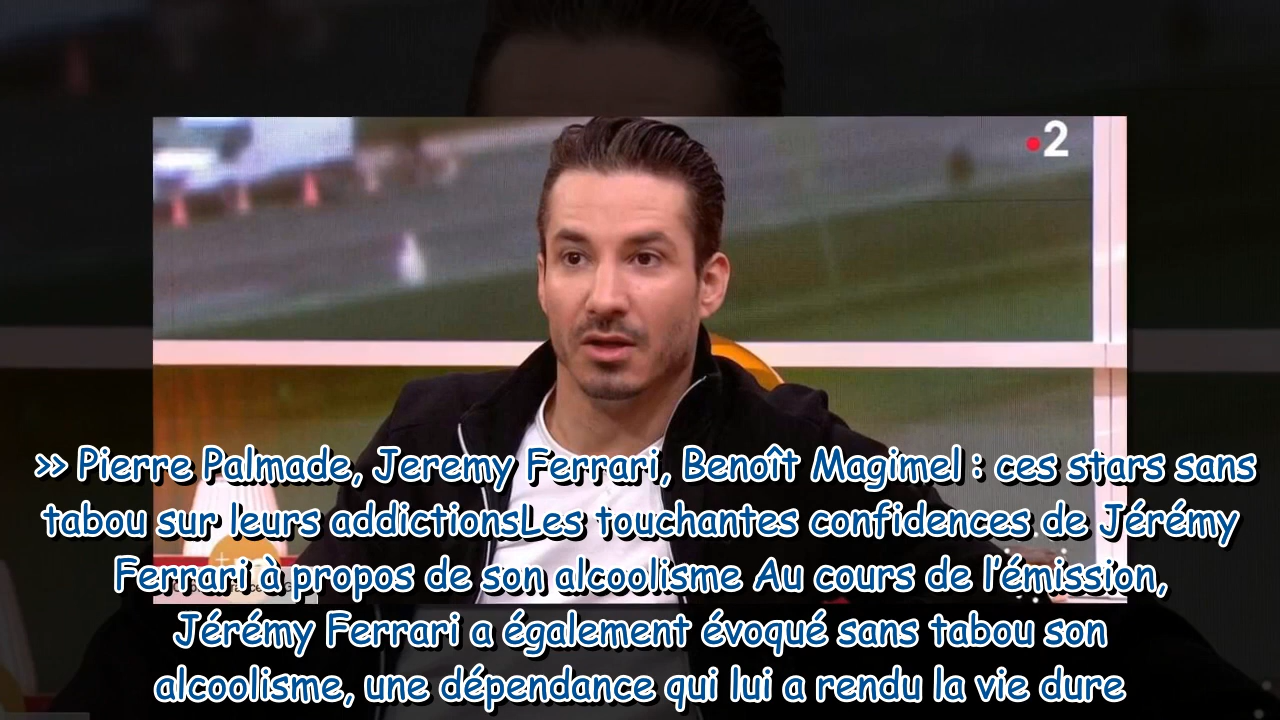 2
>> Pierre Palmade, Jeremy Ferrari, Benoît Magimel : ces stars sans
tabou sur leurs addictionsLes touchantes confidences de Jérémy
Ferrari à propos de son alcoolisme Au cours de l'émission,
Jérémy Ferrari a également évoqué sans tabou son
alcoolisme, une dépendance qui lui a rendu la vie dure